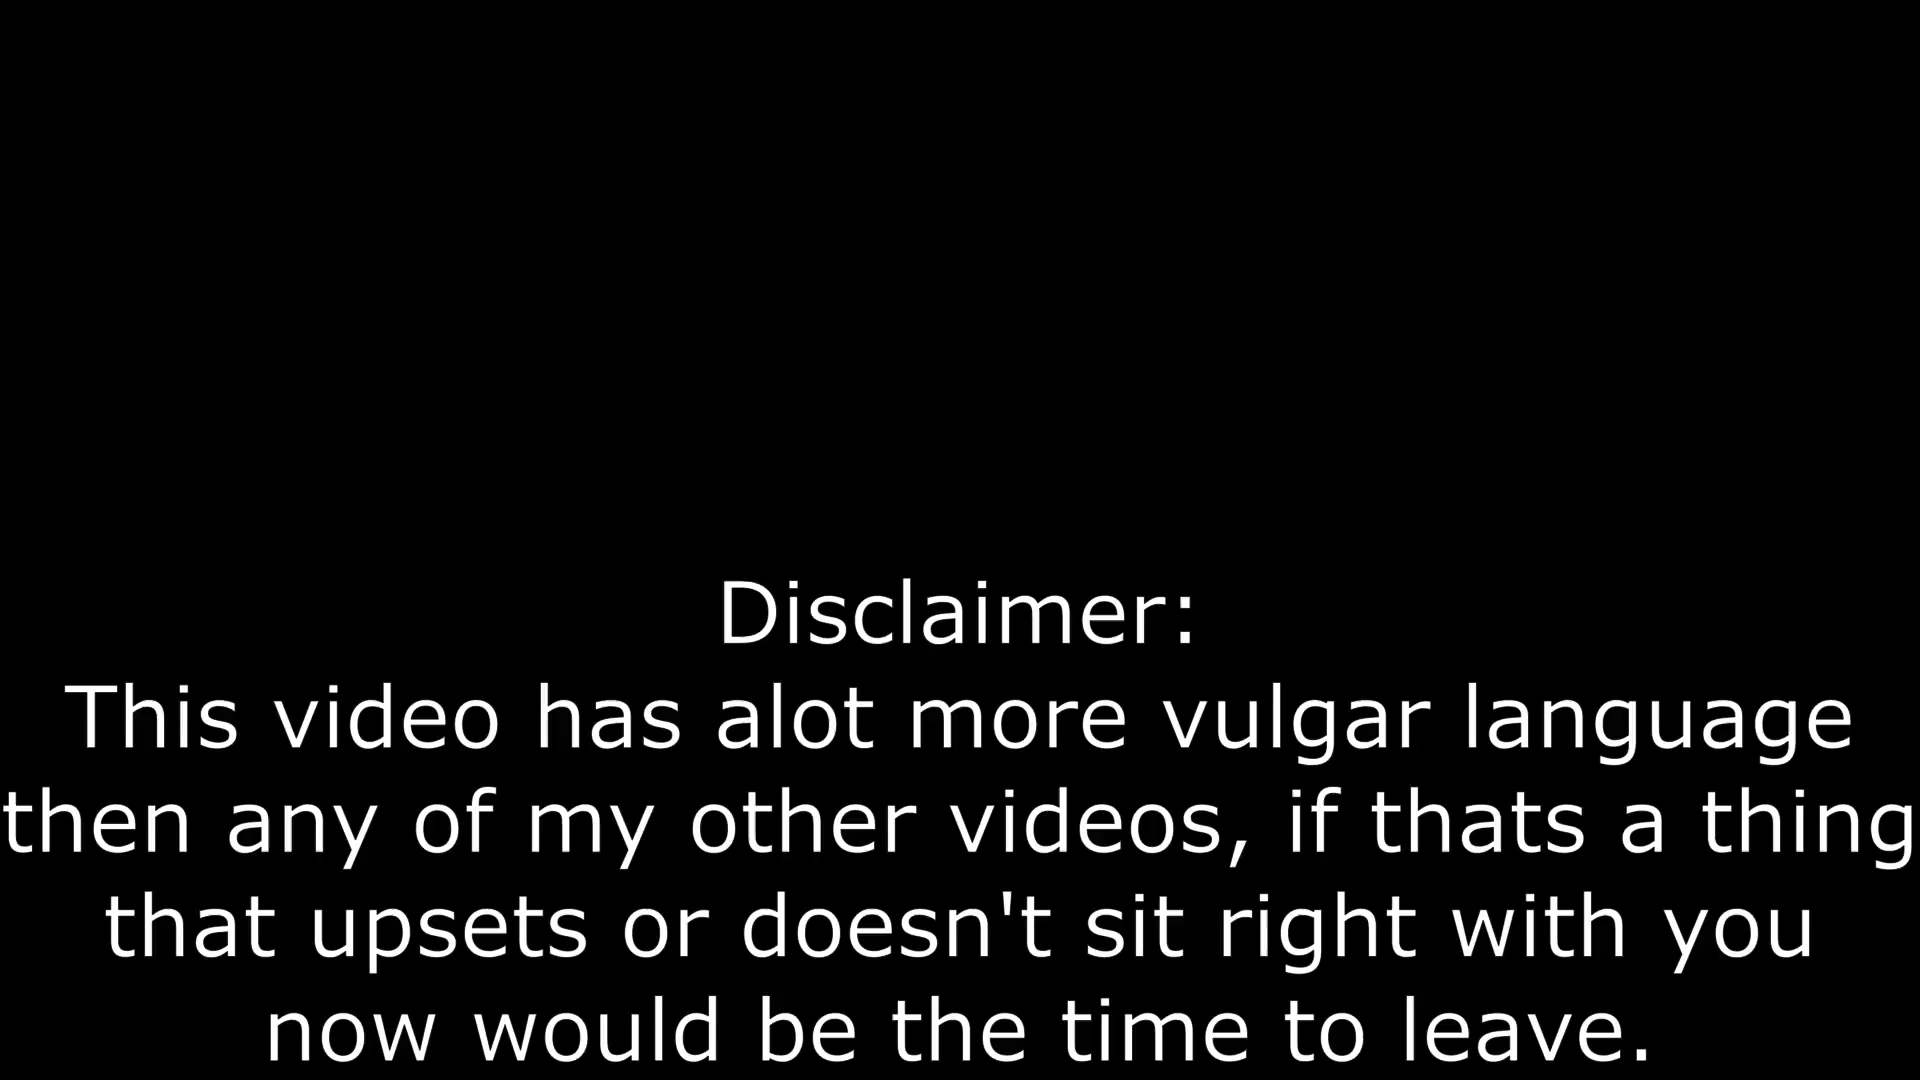 Disclaimer:
This video has alot more vulgar language
then any of my other videos, if thats a thing
that upsets or doesn't sit right with you
now would be the time to leave.